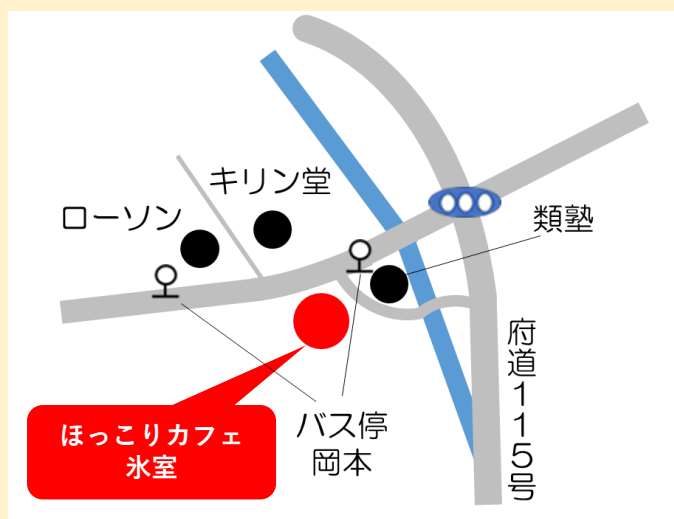 キリン堂
ローソン
類塾
府道115号
バス停
岡本
ほっこりカフェ
氷室